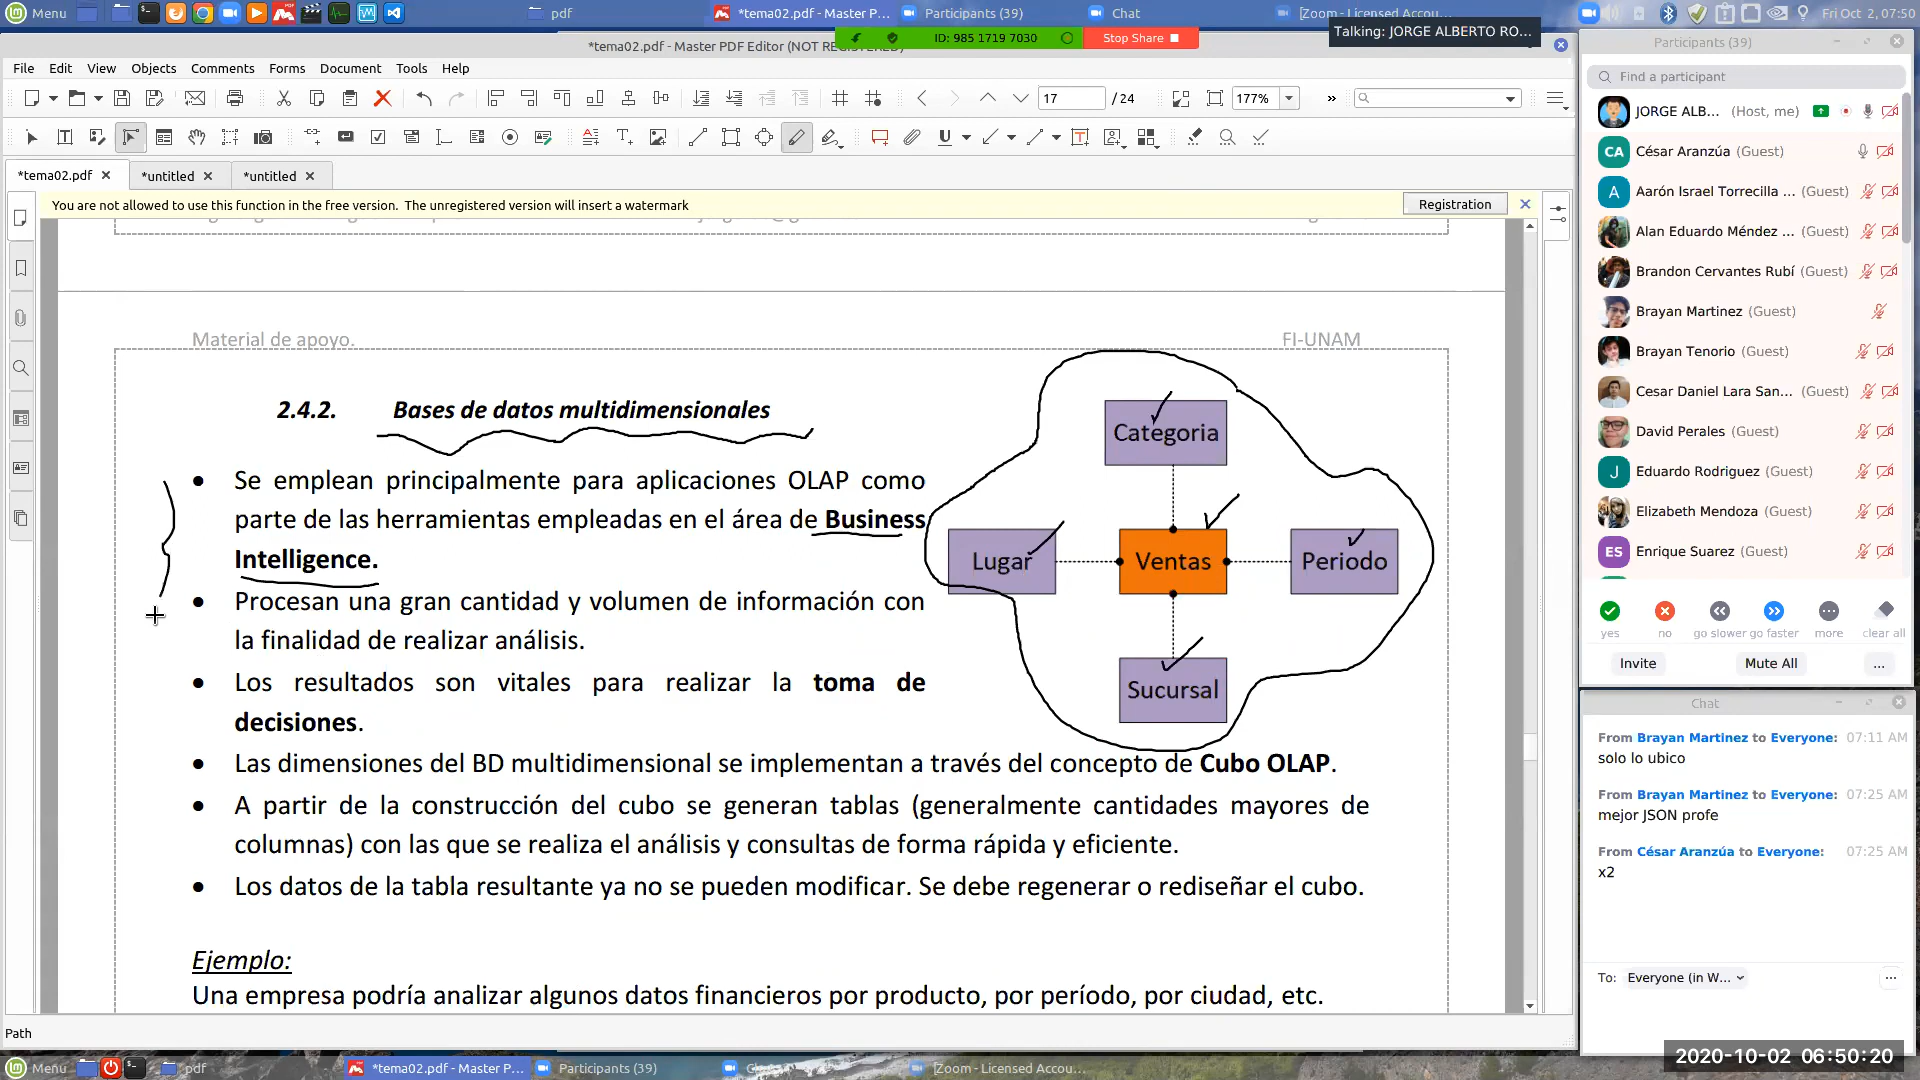 Menu
pdf
*tema02.pdf - Master P...
Participants (39)
Chat
[Zoom - Licensed Accou...
Fri Oct 2, 07:50
*tema02.pdf - Master PDF Editor (NOT REGISTERED)
ID: 985 1719 7030
Stop Share
Talking: JORGE ALBERTO RO...
File Edit View Objects Comments Forms Document Tools Help
17 / 24
177%
*tema02.pdf
*untitled
*untitled
You are not allowed to use this function in the free version. The unregistered version will insert a watermark
Registration
Material de apoyo.
FI-UNAM
2.4.2. Bases de datos multidimensionales
• Se emplean principalmente para aplicaciones OLAP como
parte de las herramientas empleadas en el área de Business
Intelligence.
• Procesan una gran cantidad y volumen de información con
la finalidad de realizar análisis.
• Los resultados son vitales para realizar la toma de
decisiones.
• Las dimensiones del BD multidimensional se implementan a través del concepto de Cubo OLAP.
• A partir de la construcción del cubo se generan tablas (generalmente cantidades mayores de
columnas) con las que se realiza el análisis y consultas de forma rápida y eficiente.
• Los datos de la tabla resultante ya no se pueden modificar. Se debe regenerar o rediseñar el cubo.
Ejemplo:
Una empresa podría analizar algunos datos financieros por producto, por período, por ciudad, etc.
Categoria
Lugar
Ventas
Periodo
Sucursal
Path
Participants (39)
Find a participant
JORGE ALB... (Host, me)
CA César Aranzúa (Guest)
A Aarón Israel Torrecilla ... (Guest)
Alan Eduardo Méndez ... (Guest)
Brandon Cervantes Rubí (Guest)
Brayan Martinez (Guest)
Brayan Tenorio (Guest)
Cesar Daniel Lara San... (Guest)
David Perales (Guest)
J Eduardo Rodriguez (Guest)
Elizabeth Mendoza (Guest)
ES Enrique Suarez (Guest)
yes no go slower go faster more clear all
Invite
Mute All
...
Chat
From Brayan Martinez to Everyone: 07:11 AM
solo lo ubico
From Brayan Martinez to Everyone: 07:25 AM
mejor JSON profe
From César Aranzúa to Everyone: 07:25 AM
x2
To: Everyone (in W...
Menu
pdf
*tema02.pdf - Master P...
Participants (39)
[Zoom - Licensed Accou...
2020-10-02 06:50:20